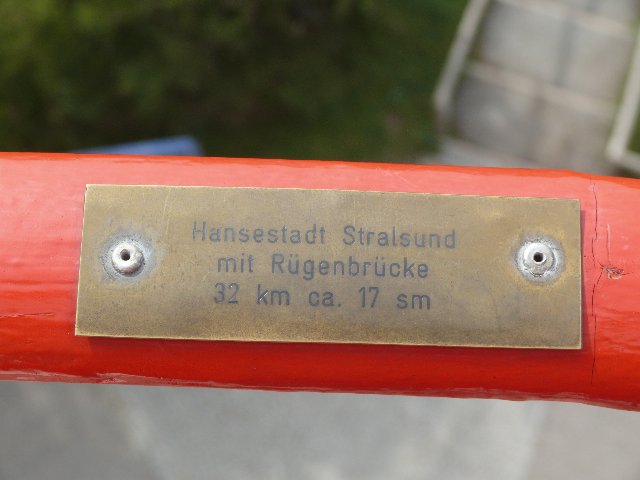 Hansestadt Stralsund
mit Rügenbrücke
32 km ca. 17 sm